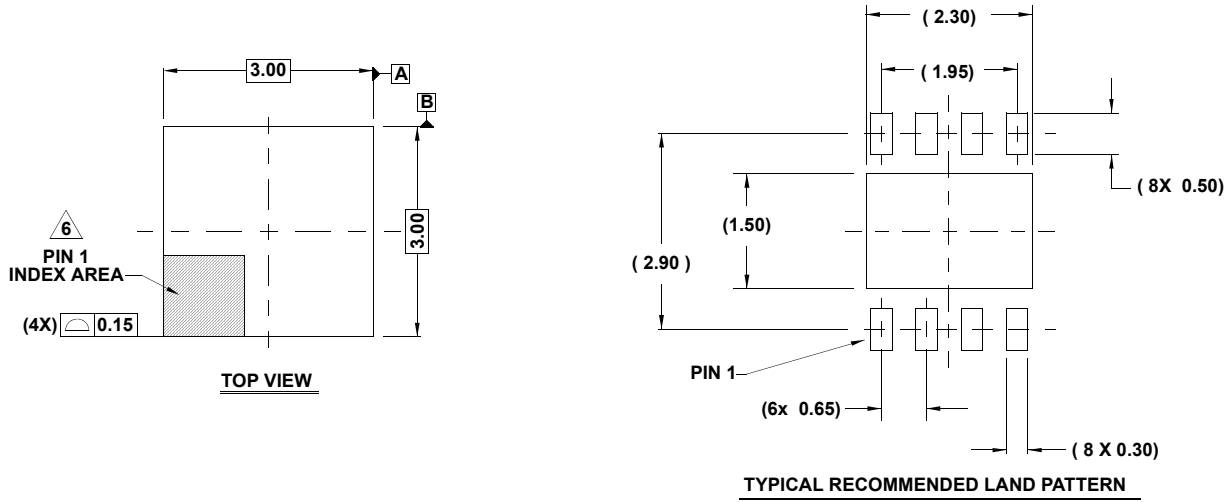 3.00
A
B
3.00
6
PIN 1
INDEX AREA
(4X) 0.15
TOP VIEW
( 2.30)
( 1.95)
( 8X 0.50)
(1.50)
( 2.90 )
PIN 1
(6x 0.65)
( 8 X 0.30)
TYPICAL RECOMMENDED LAND PATTERN